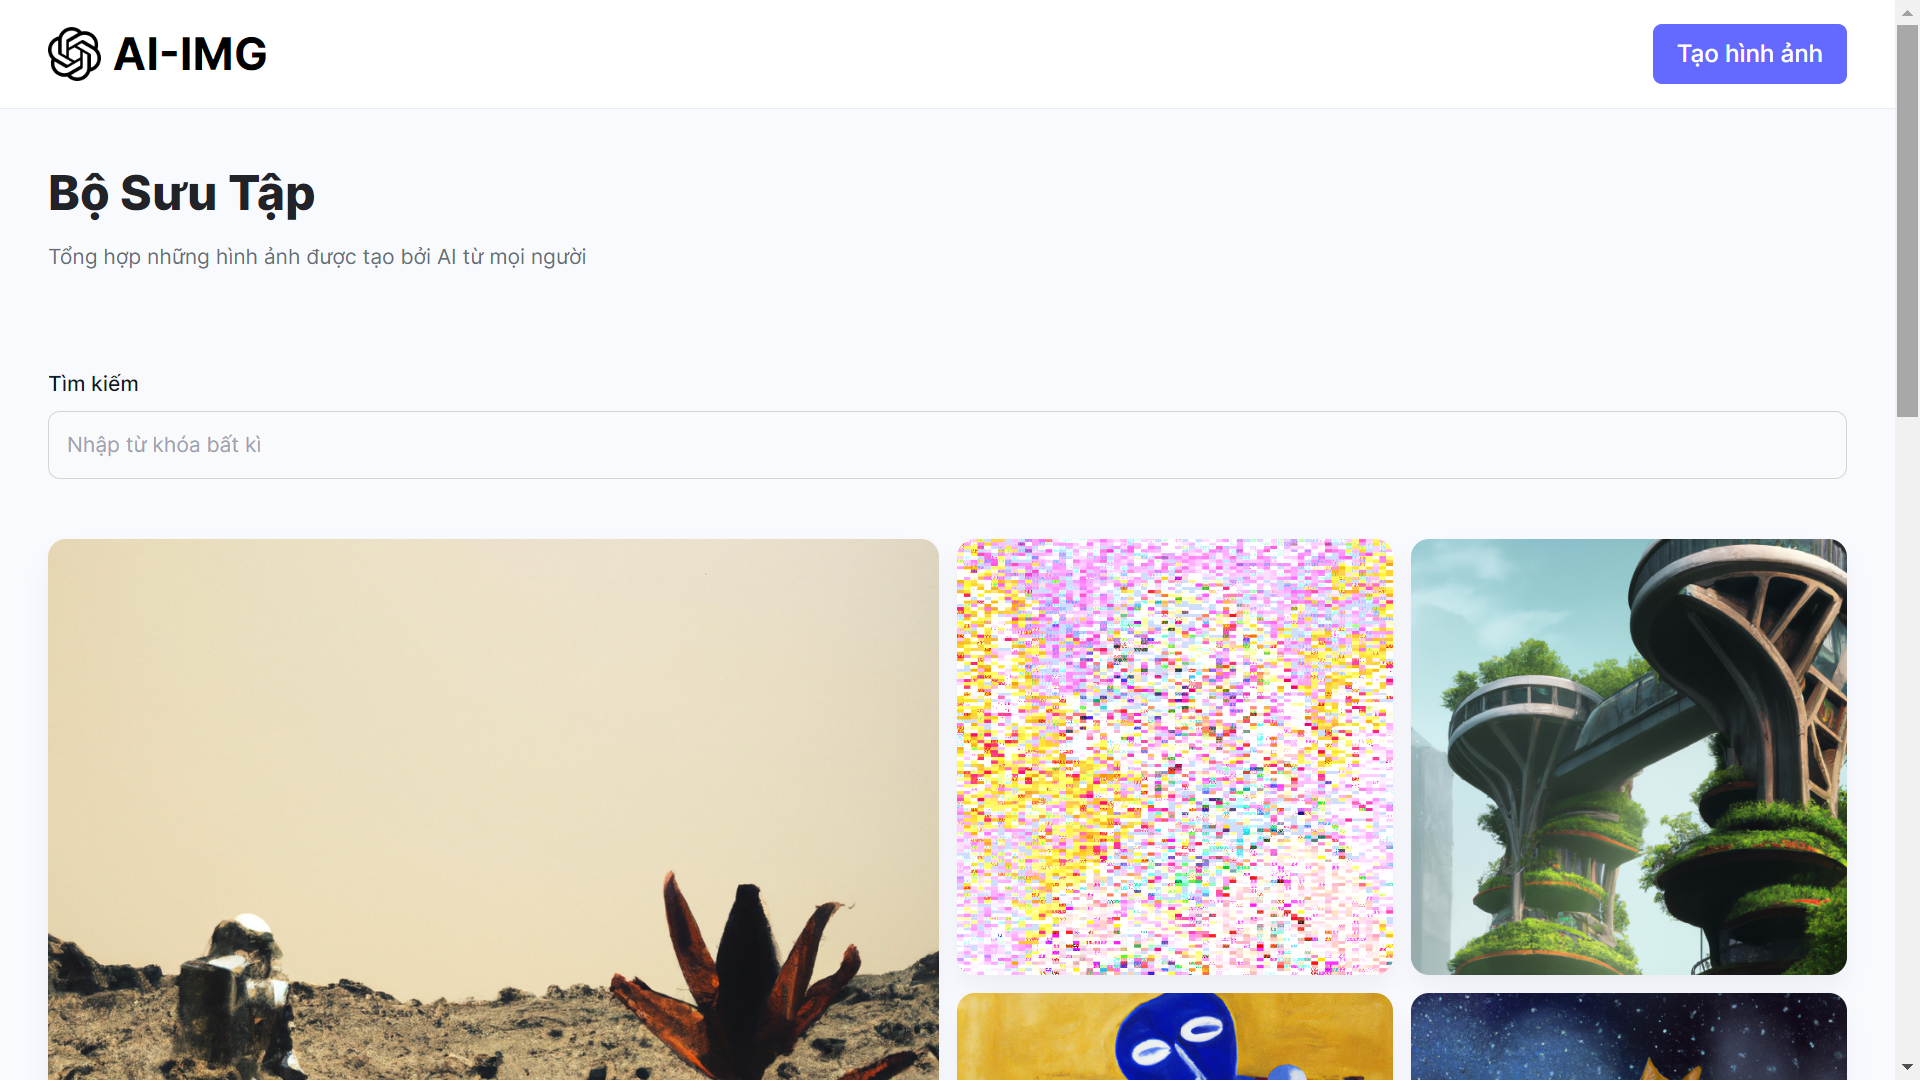 AI-IMG
Tạo hình ảnh
Bộ Sưu Tập
Tổng hợp những hình ảnh được tạo bởi AI từ mọi người
Tìm kiếm
Nhập từ khóa bất kì